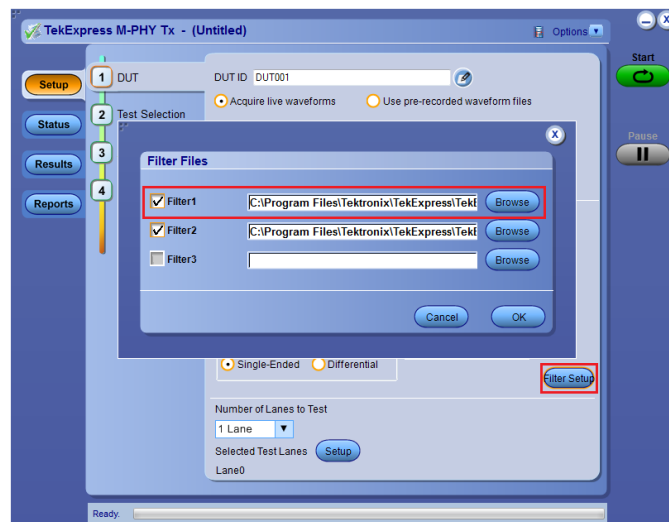 TekExpress M-PHY Tx - (Untitled)
Options
Start
Setup
1 DUT
DUT ID DUT001
Acquire live waveforms
Use pre-recorded waveform files
2 Test Selection
Status
Pause
3
Filter Files
Results
4
Filter1 C:\Program Files\Tektronix\TekExpress\TekE Browse
Reports
Filter2 C:\Program Files\Tektronix\TekExpress\TekE Browse
Filter3 Browse
Cancel
OK
Single-Ended
Differential
Filter Setup
Number of Lanes to Test
1 Lane
Selected Test Lanes Setup
Lane0
Ready.